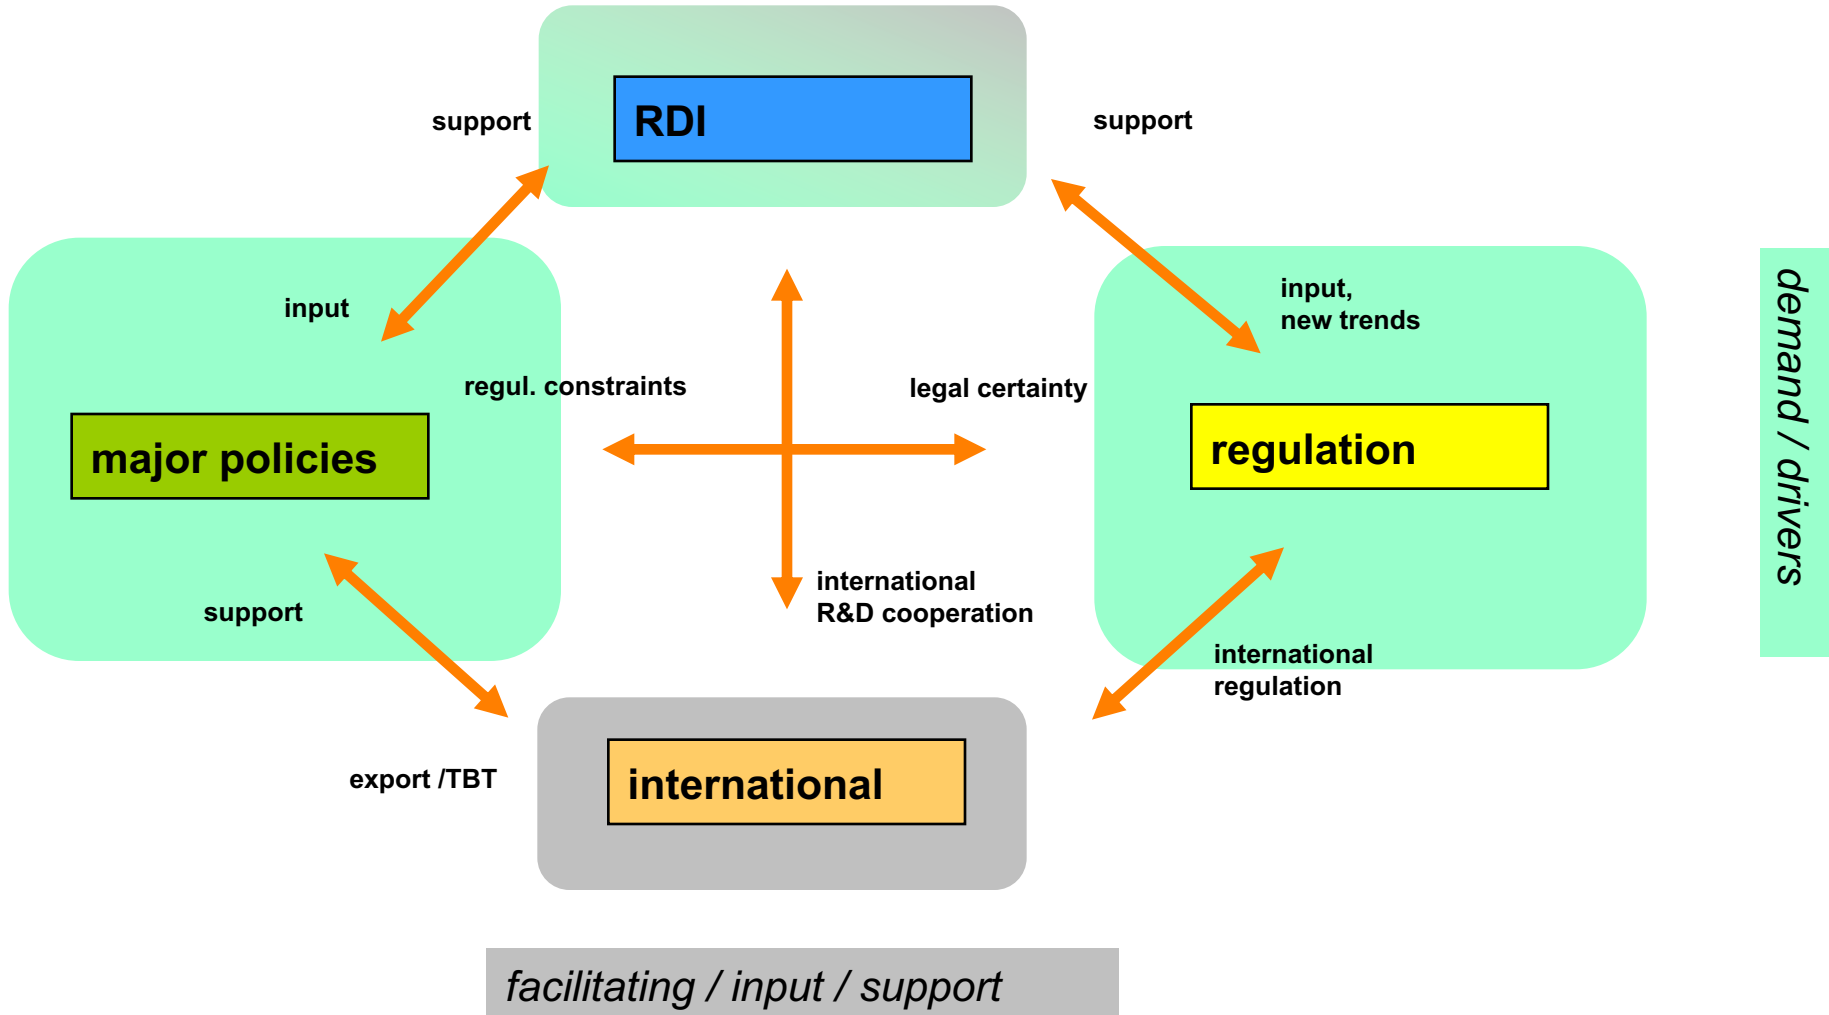 RDI
support
support
input
input,
new trends
regul. constraints
legal certainty
major policies
regulation
demand / drivers
support
international
R&D cooperation
international
regulation
export /TBT
international
facilitating / input / support